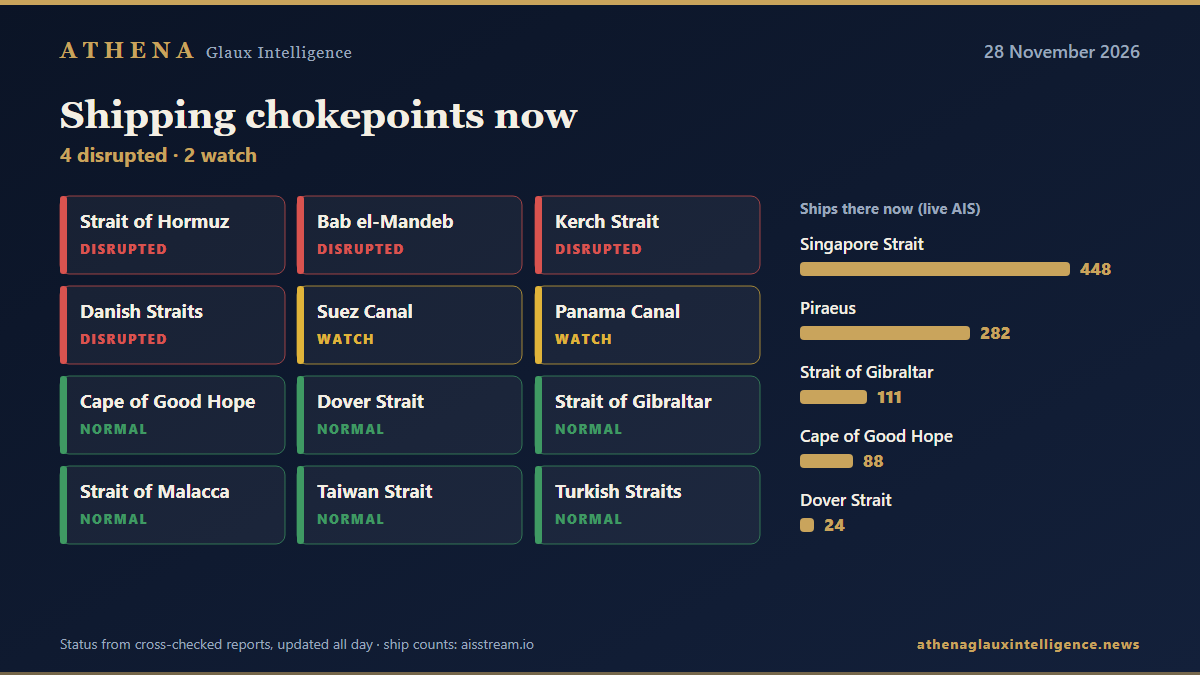 ATHENA Glaux Intelligence
28 November 2026
Shipping chokepoints now
4 disrupted · 2 watch
Strait of Hormuz
DISRUPTED
Bab el-Mandeb
DISRUPTED
Kerch Strait
DISRUPTED
Danish Straits
DISRUPTED
Suez Canal
WATCH
Panama Canal
WATCH
Cape of Good Hope
NORMAL
Dover Strait
NORMAL
Strait of Gibraltar
NORMAL
Strait of Malacca
NORMAL
Taiwan Strait
NORMAL
Turkish Straits
NORMAL
Ships there now (live AIS)
Singapore Strait
448
Piraeus
282
Strait of Gibraltar
111
Cape of Good Hope
88
Dover Strait
24
Status from cross-checked reports, updated all day · ship counts: aisstream.io
athenaglauxintelligence.news